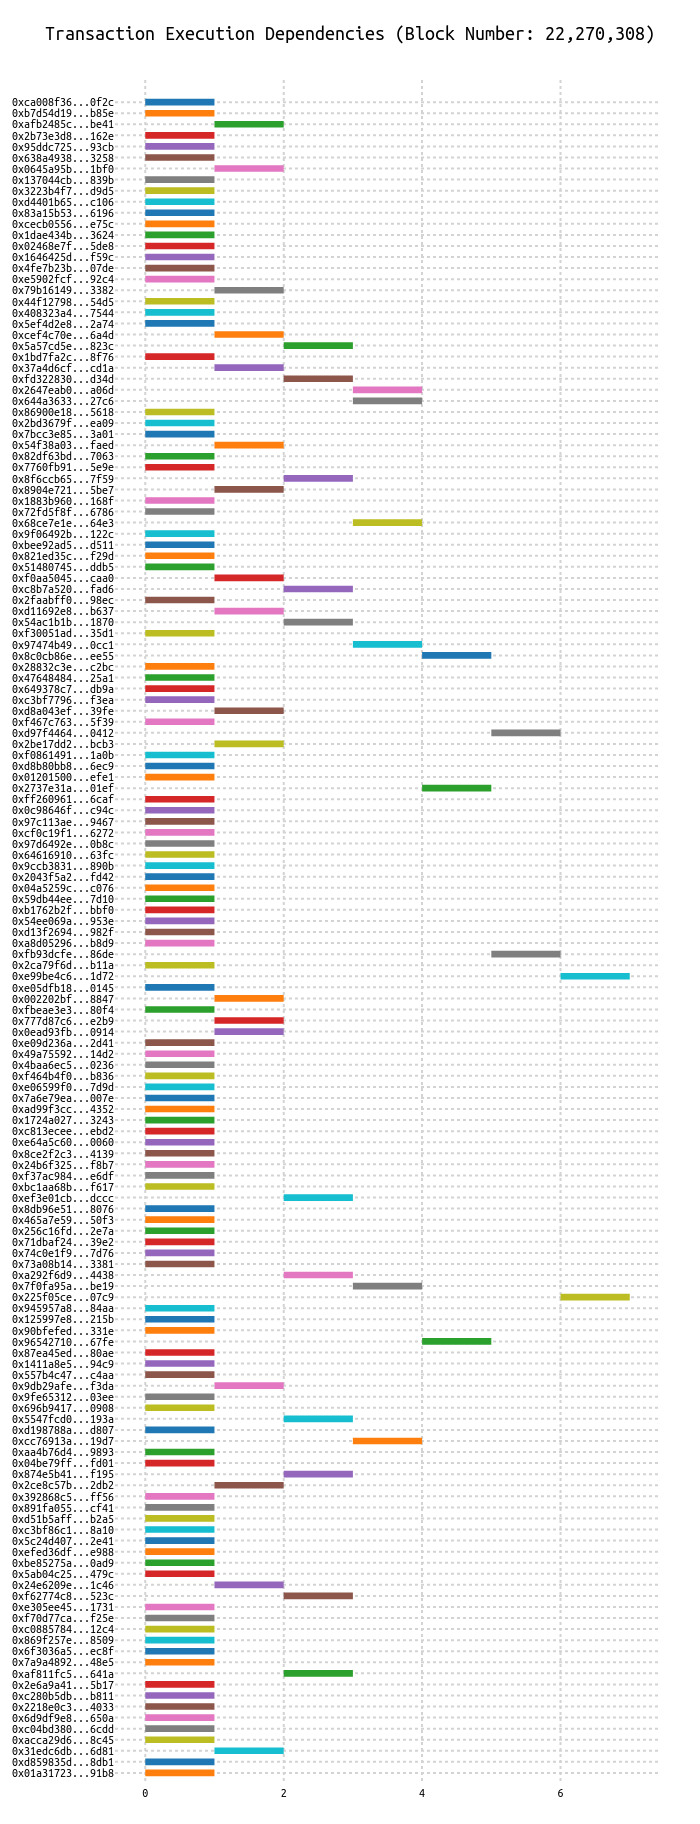 Transaction Execution Dependencies (Block Number: 22,270,308)
0xca008f36...0f2c
0xb7d54d19...b85e
0xafb2485c...be41
0x2b73e3d8...162e
0x95ddc725...93cb
0x638a4938...3258
0x0645a95b...1bf0
0x137044cb...839b
0x3223b4f7...d9d5
0xd4401b65...c106
0x83a15b53...6196
0xcecb0556...e75c
0x1dae434b...3624
0x02468e7f...5de8
0x1646425d...f59c
0x4fe7b23b...07de
0xe5902fcf...92c4
0x79b16149...3382
0x44f12798...54d5
0x408323a4...7544
0x5ef4d2e8...2a74
0xcef4c70e...6a4d
0x5a57cd5e...823c
0x1bd7fa2c...8f76
0x37a4d6cf...cd1a
0xfd322830...d34d
0x2647eab0...a06d
0x644a3633...27c6
0x86900e18...5618
0x2bd3679f...ea09
0x7bcc3e85...3a01
0x54f38a03...faed
0x82df63bd...7063
0x7760fb91...5e9e
0x8f6ccb65...7f59
0x8904e721...5be7
0x1883b960...168f
0x72fd5f8f...6786
0x68ce7e1e...64e3
0x9f06492b...122c
0xbee92ad5...d511
0x821ed35c...f29d
0x51480745...ddb5
0xf0aa5045...caa0
0xc8b7a520...fad6
0x2faabff0...98ec
0xd11692e8...b637
0x54ac1b1b...1870
0xf30051ad...35d1
0x97474b49...0cc1
0x8c0cb86e...ee55
0x28832c3e...c2bc
0x47648484...25a1
0x649378c7...db9a
0xc3bf7796...f3ea
0xd8a043ef...39fe
0xf467c763...5f39
0xd97f4464...0412
0x2be17dd2...bcb3
0xf0861491...1a0b
0xd8b80bb8...6ec9
0x01201500...efe1
0x2737e31a...01ef
0xff260961...6caf
0x0c98646f...c94c
0x97c113ae...9467
0xcf0c19f1...6272
0x97d6492e...0b8c
0x64616910...63fc
0x9ccb3831...890b
0x2043f5a2...fd42
0x04a5259c...c076
0x59db44ee...7d10
0xb1762b2f...bbf0
0x54ee069a...953e
0xd13f2694...982f
0xa8d05296...b8d9
0xfb93dcfe...86de
0x2ca79f6d...b11a
0xe99be4c6...1d72
0xe05dfb18...0145
0x002202bf...8847
0xfbeae3e3...80f4
0x777d87c6...e2b9
0x0ead93fb...0914
0xe09d236a...2d41
0x49a75592...14d2
0x4baa6ec5...0236
0xf464b4f0...b836
0xe06599f0...7d9d
0x7a6e79ea...007e
0xad99f3cc...4352
0x1724a027...3243
0xc813ecee...ebd2
0xe64a5c60...0060
0x8ce2f2c3...4139
0x24b6f325...f8b7
0xf37ac984...e6df
0xbc1aa68b...f617
0xef3e01cb...dccc
0x8db96e51...8076
0x465a7e59...50f3
0x256c16fd...2e7a
0x71dbaf24...39e2
0x74c0e1f9...7d76
0x73a08b14...3381
0xa292f6d9...4438
0x7f0fa95a...be19
0x225f05ce...07c9
0x945957a8...84aa
0x125997e8...215b
0x90bfefed...331e
0x96542710...67fe
0x87ea45ed...80ae
0x1411a8e5...94c9
0x557b4c47...c4aa
0x9db29afe...f3da
0x9fe65312...03ee
0x696b9417...0908
0x5547fcd0...193a
0xd198788a...d807
0xcc76913a...19d7
0xaa4b76d4...9893
0x04be79ff...fd01
0x874e5b41...f195
0x2ce8c57b...2db2
0x392868c5...ff56
0x891fa055...cf41
0xd51b5aff...b2a5
0xc3bf86c1...8a10
0x5c24d407...2e41
0xefed36df...e988
0xbe85275a...0ad9
0x5ab04c25...479c
0x24e6209e...1c46
0xf62774c8...523c
0xe305ee45...1731
0xf70d77ca...f25e
0xc0885784...12c4
0x869f257e...8509
0x6f3036a5...ec8f
0x7a9a4892...48e5
0xaf811fc5...641a
0x2e6a9a41...5b17
0xc280b5db...b811
0x2218e0c3...4033
0x6d9df9e8...650a
0xc04bd380...6cdd
0xacca29d6...8c45
0x31edc6db...6d81
0xd859835d...8db1
0x01a31723...91b8
0 2 4 6